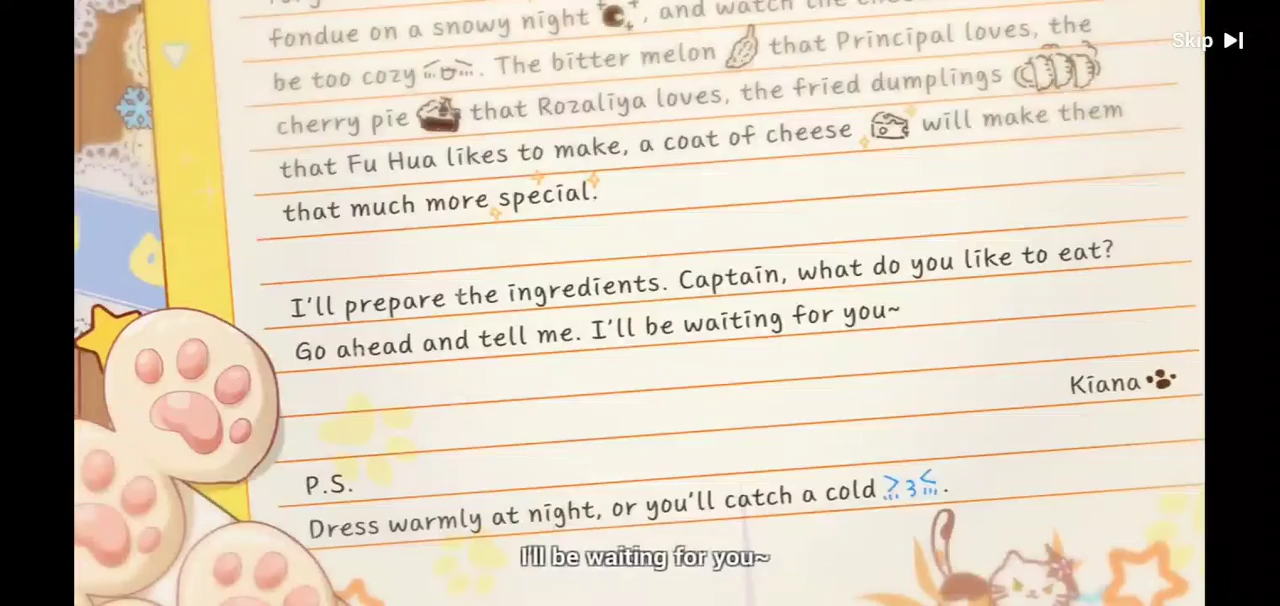 fondue on a snowy night , and watch the
be too cozy . The bitter melon that Principal loves, the
cherry pie that Rozaliya loves, the fried dumplings
that Fu Hua likes to make, a coat of cheese will make them
that much more special.
I'll prepare the ingredients. Captain, what do you like to eat?
Go ahead and tell me. I'll be waiting for you~
Kiana
P.S.
Dress warmly at night, or you'll catch a cold .
I'll be waiting for you~
Skip